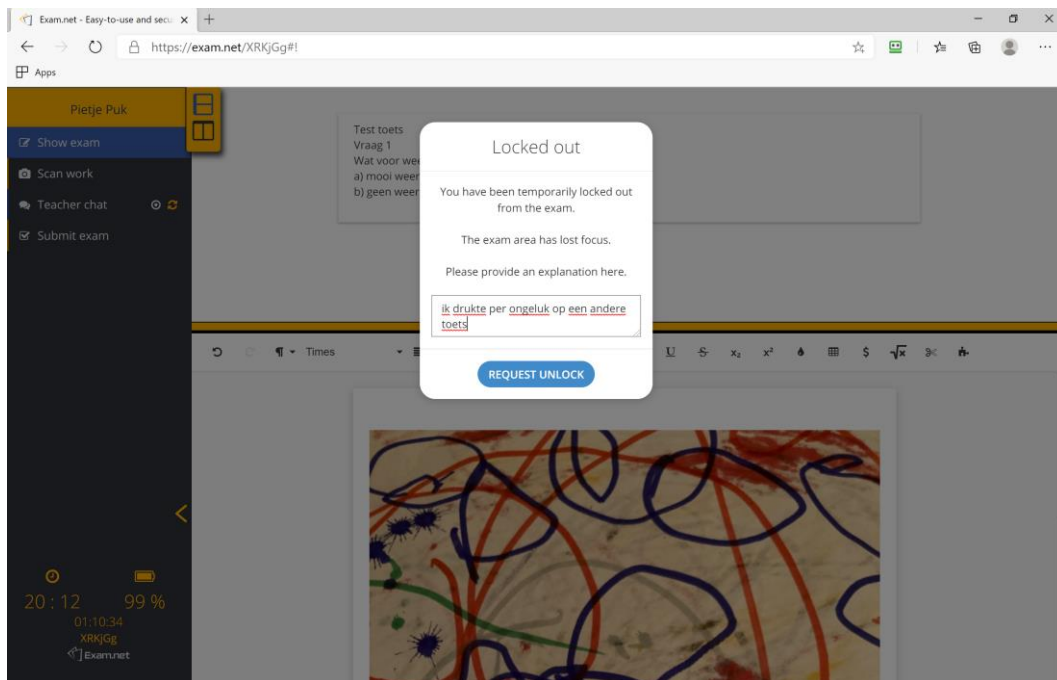 Exam.net - Easy-to-use and secu
https://exam.net/XRKjGg#!
Apps
Pietje Puk
Show exam
Scan work
Teacher chat
Submit exam
Test toets
Vraag 1
Wat voor
a) mooi weer
b) geen weer
Locked out
You have been temporarily locked out
from the exam.
The exam area has lost focus.
Please provide an explanation here.
ik drukte per ongeluk op een andere
toets
REQUEST UNLOCK
Times
U S x₂ x² $ √x
20 : 12 99 %
01:10:34
XRKjGg
Exam.net